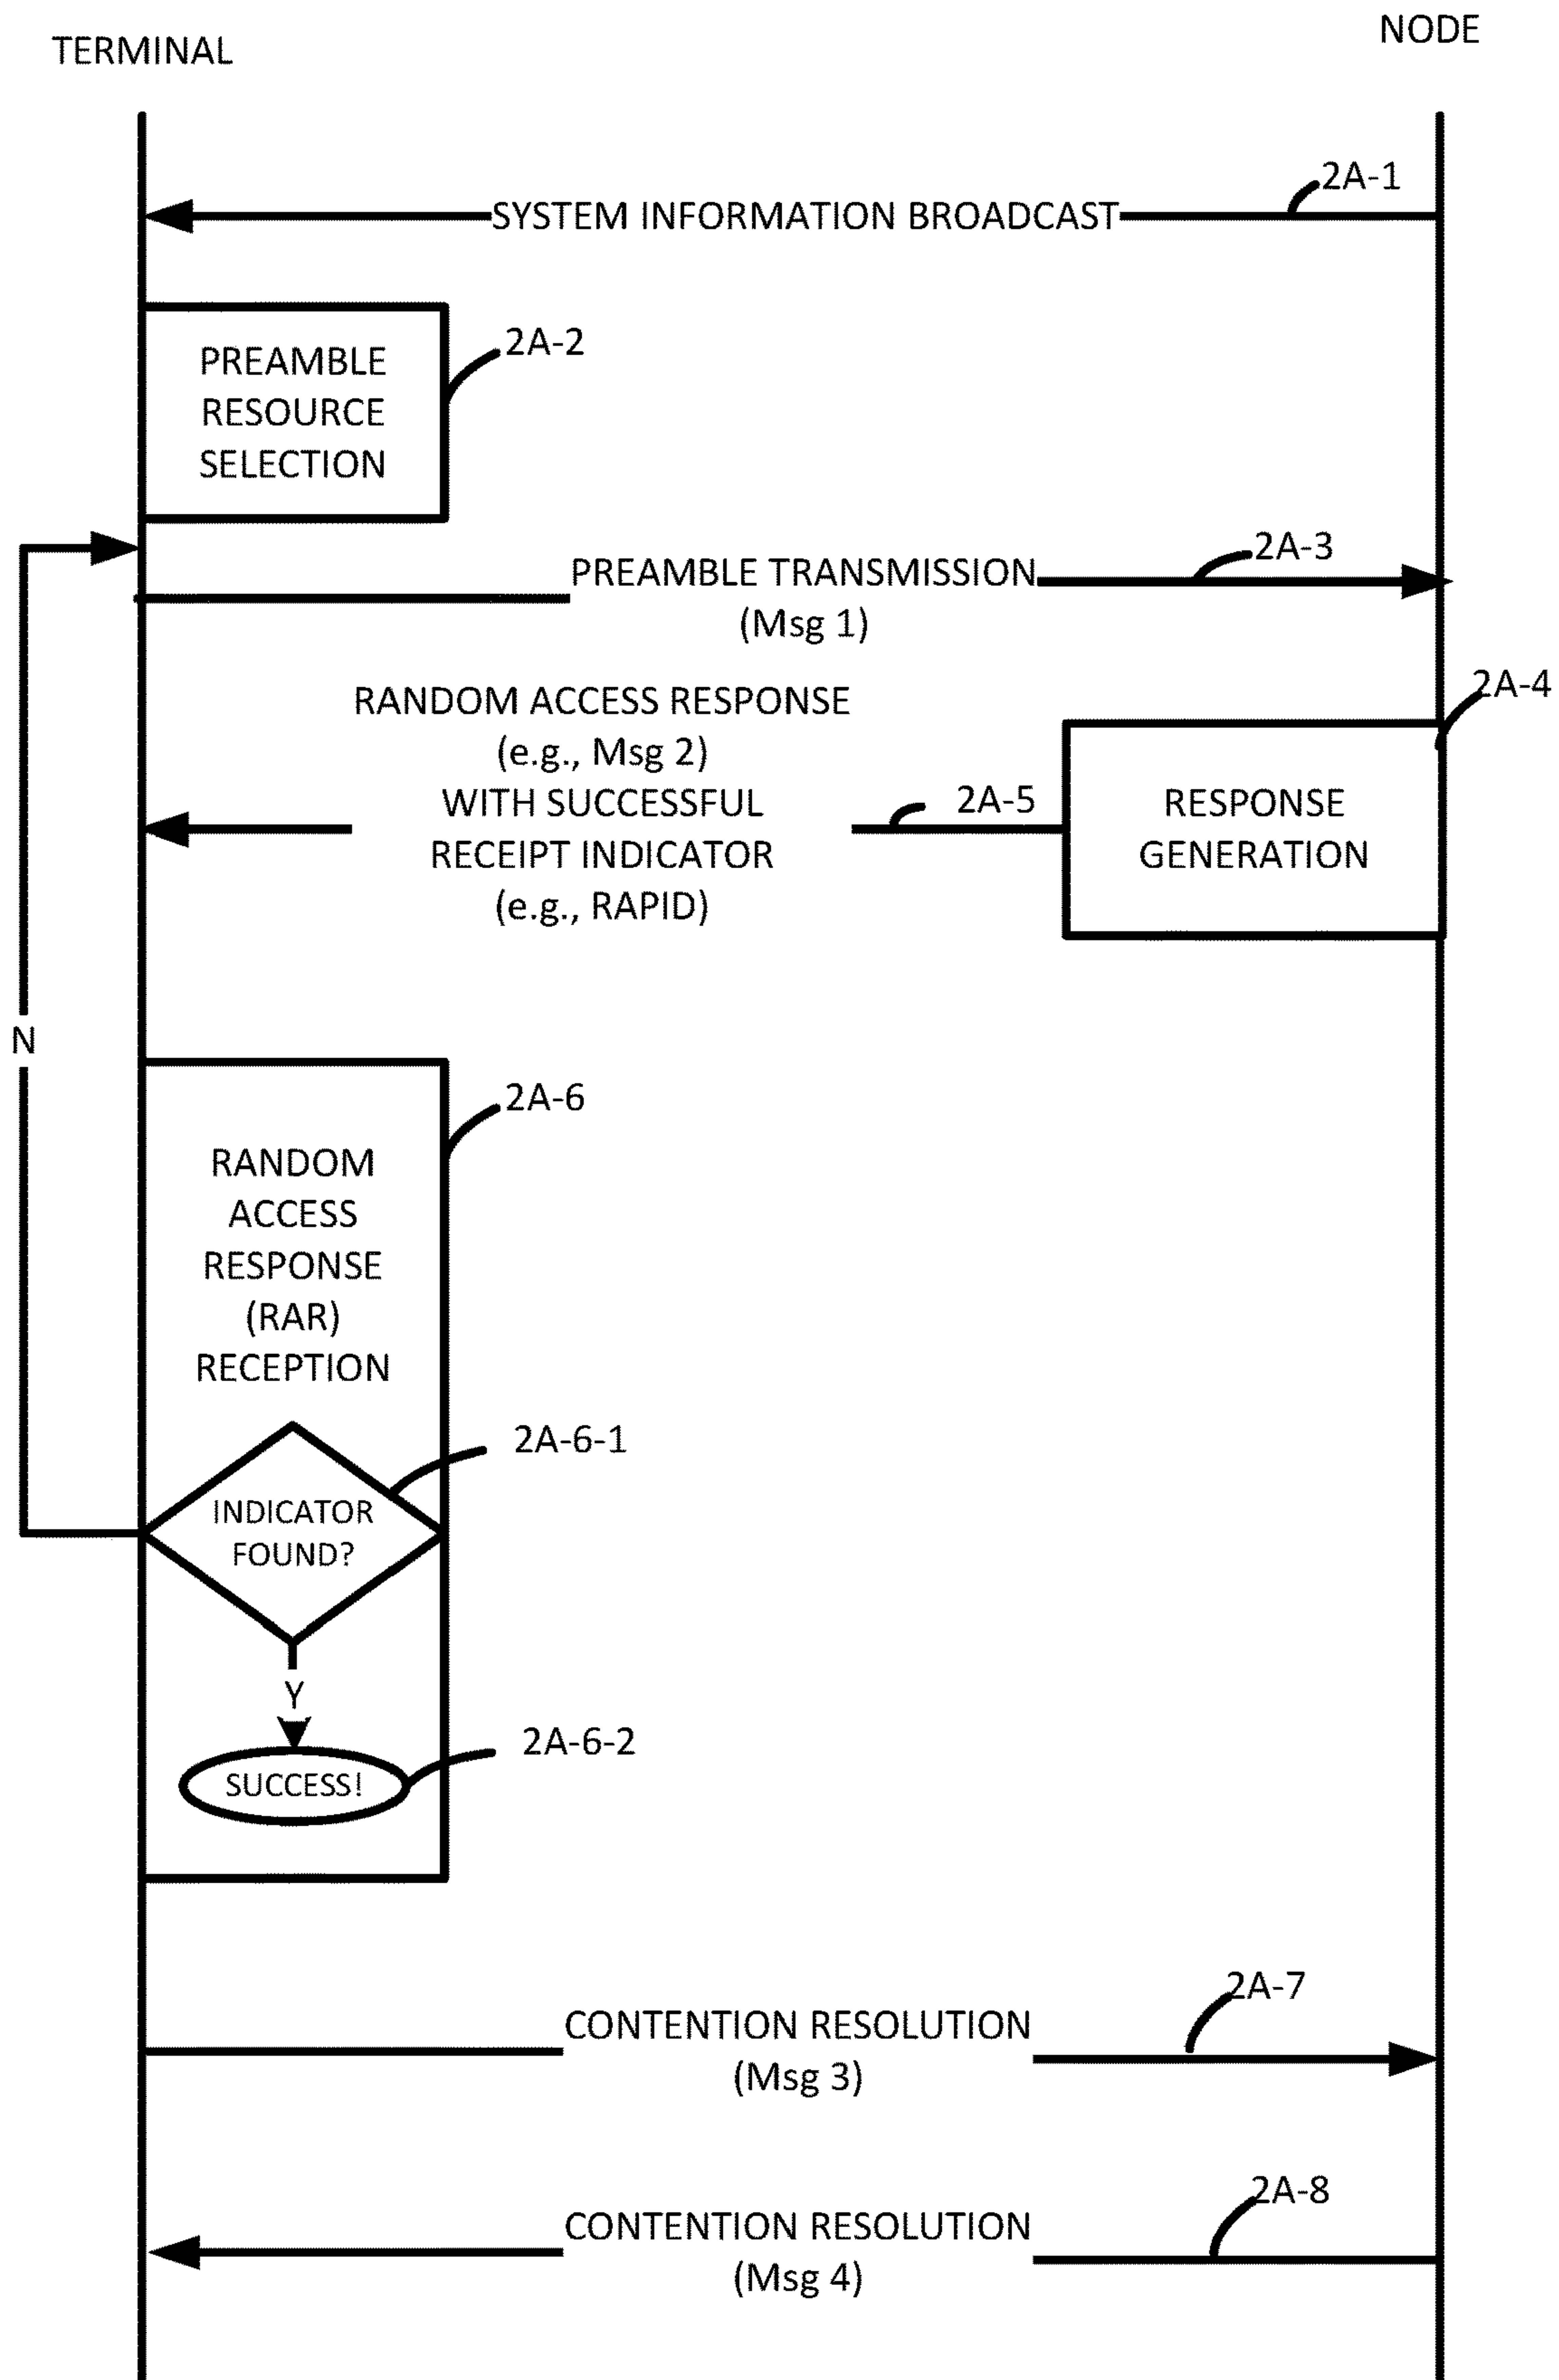 TERMINAL
NODE
2A-1
SYSTEM INFORMATION BROADCAST
2A-2
PREAMBLE
RESOURCE
SELECTION
2A-3
PREAMBLE TRANSMISSION
(Msg 1)
2A-4
RANDOM ACCESS RESPONSE
(e.g., Msg 2)
WITH SUCCESSFUL
RECEIPT INDICATOR
(e.g., RAPID)
2A-5
RESPONSE
GENERATION
N
2A-6
RANDOM
ACCESS
RESPONSE
(RAR)
RECEPTION
2A-6-1
INDICATOR
FOUND?
Y
2A-6-2
SUCCESS!
2A-7
CONTENTION RESOLUTION
(Msg 3)
2A-8
CONTENTION RESOLUTION
(Msg 4)